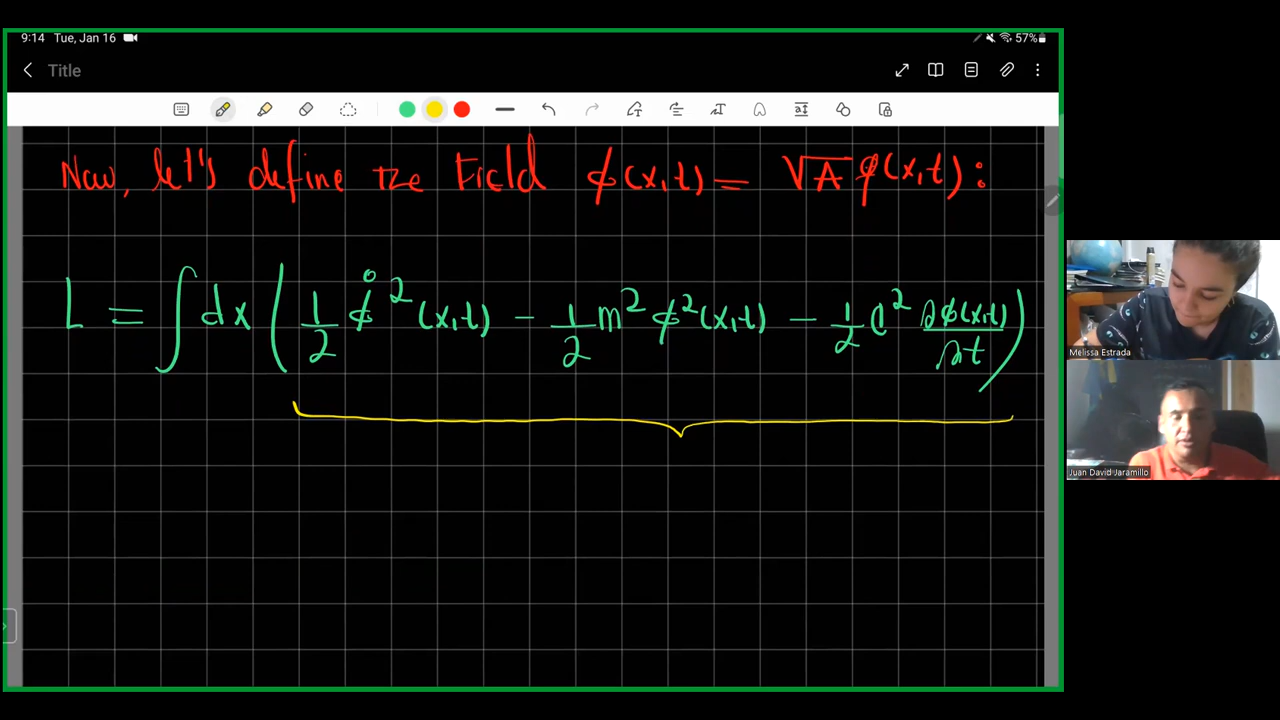 9:14 Tue, Jan 16 57%
Title
Now, let's define the Field ϕ(x,t) = √A φ(x,t):
L = ∫ dx ( 1/2 ϕ̇²(x,t) − 1/2 m² ϕ²(x,t) − 1/2 c² ∂ϕ(x,t)/∂t )
Melissa Estrada
Juan David Jaramillo